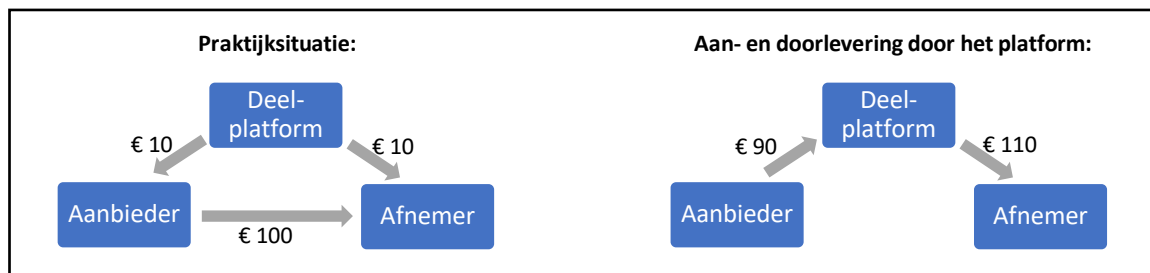 Praktijksituatie:
Deel-
platform
€ 10
€ 10
Aanbieder
Afnemer
€ 100
Aan- en doorlevering door het platform:
Deel-
platform
€ 90
€ 110
Aanbieder
Afnemer